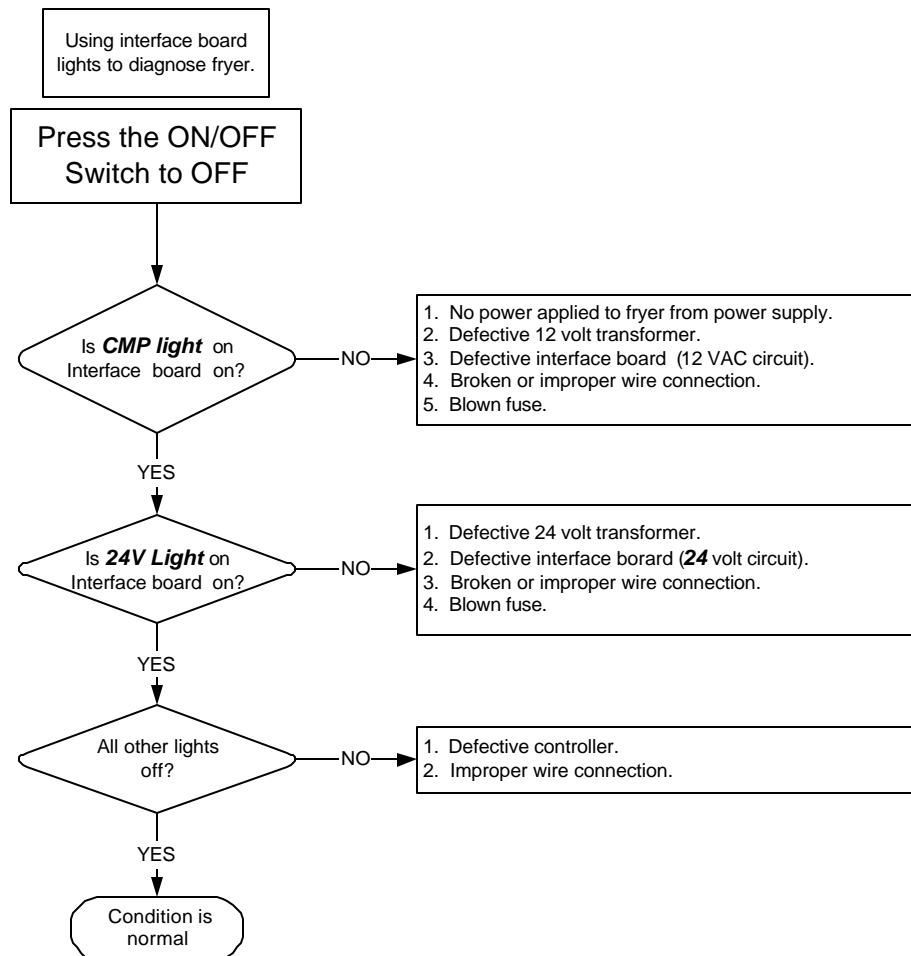 Using interface board
lights to diagnose fryer.
Press the ON/OFF
Switch to OFF
Is CMP light on
Interface board on?
NO
1. No power applied to fryer from power supply.
2. Defective 12 volt transformer.
3. Defective interface board (12 VAC circuit).
4. Broken or improper wire connection.
5. Blown fuse.
YES
Is 24V Light on
Interface board on?
NO
1. Defective 24 volt transformer.
2. Defective interface borard (24 volt circuit).
3. Broken or improper wire connection.
4. Blown fuse.
YES
All other lights
off?
NO
1. Defective controller.
2. Improper wire connection.
YES
Condition is
normal